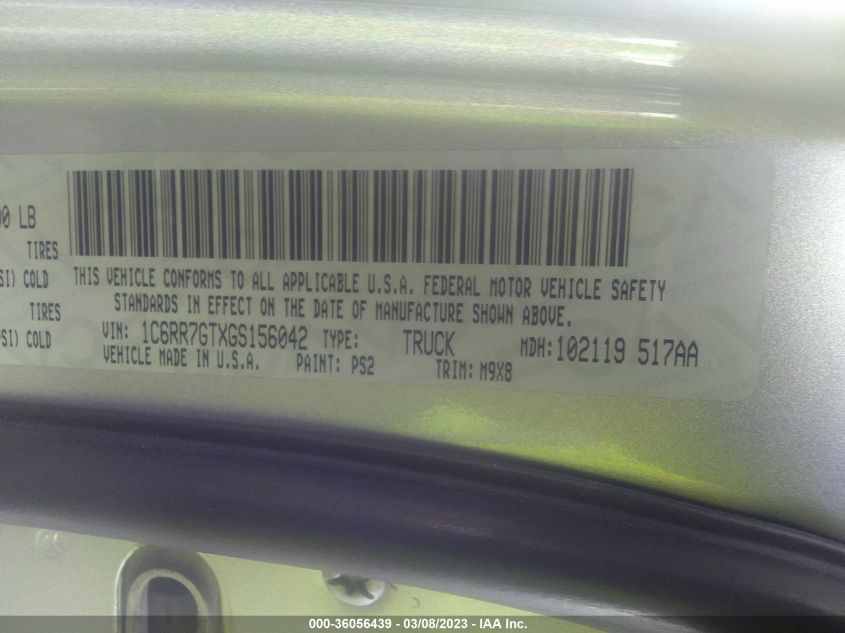 00 LB
TIRES
SI) COLD
TIRES
PSI) COLD
THIS VEHICLE CONFORMS TO ALL APPLICABLE U.S.A. FEDERAL MOTOR VEHICLE SAFETY
STANDARDS IN EFFECT ON THE DATE OF MANUFACTURE SHOWN ABOVE.
VIN: 1C6RR7GTXGS156042 TYPE: TRUCK MDH: 102119 517AA
VEHICLE MADE IN U.S.A. PAINT: PS2 TRIM: M9X8
000-36056439 - 03/08/2023 - IAA Inc.